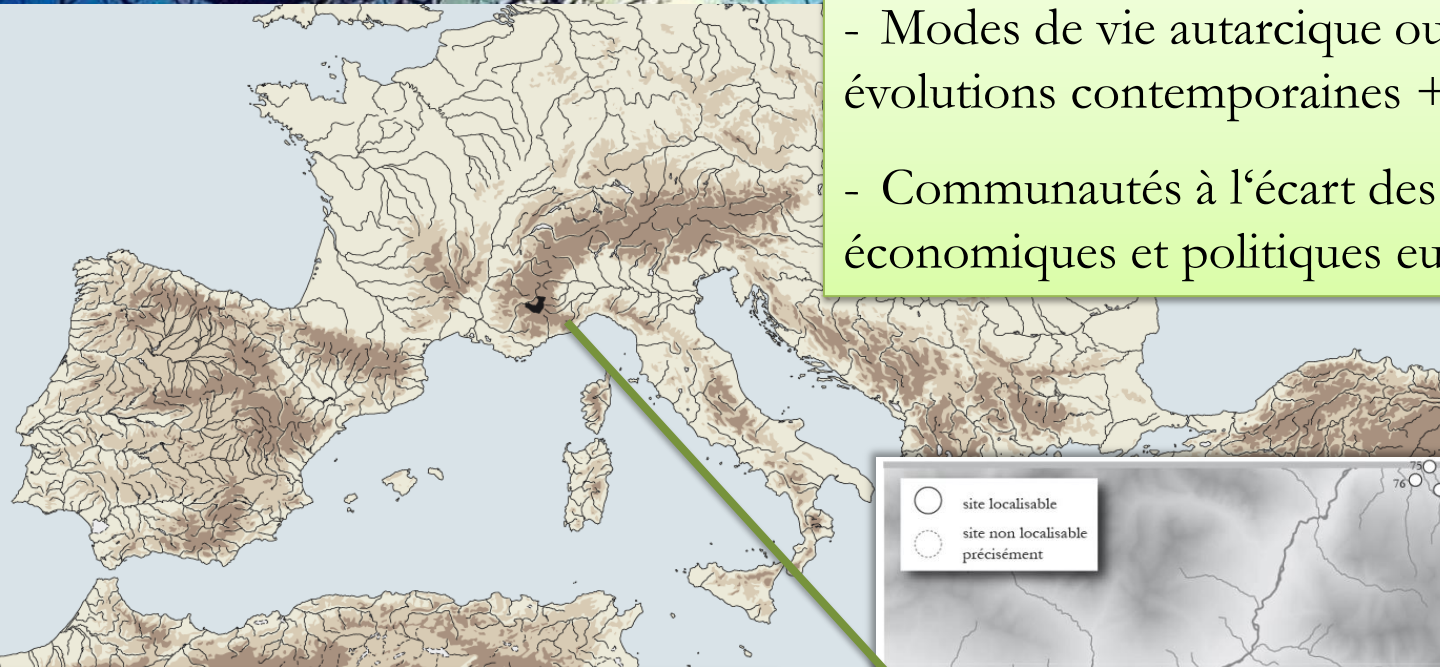 - Modes de vie autarcique ou
évolutions contemporaines +
- Communautés à l‘écart des
économiques et politiques eu
75
76
site localisable
site non localisable
précisément